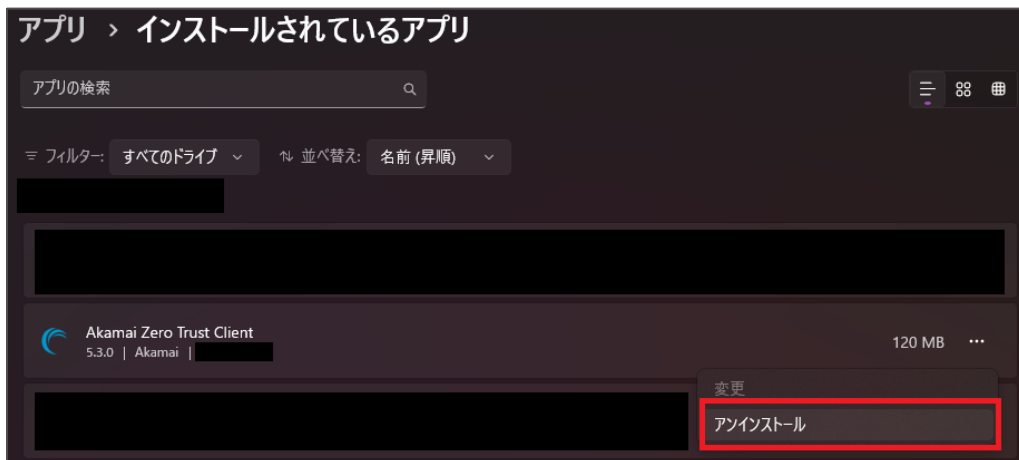 アプリ › インストールされているアプリ
アプリの検索
フィルター: すべてのドライブ 並べ替え: 名前 (昇順)
Akamai Zero Trust Client
5.3.0 | Akamai |
120 MB ···
変更
アンインストール